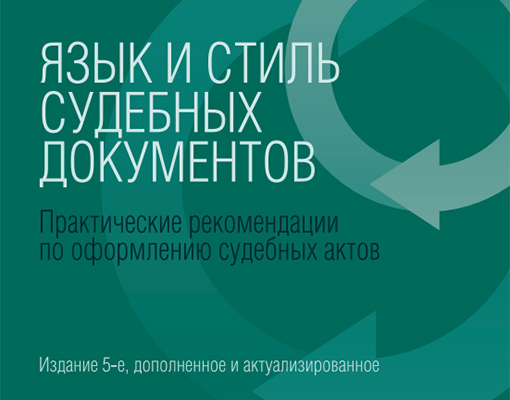 ЯЗЫК И СТИЛЬ
СУДЕБНЫХ
ДОКУМЕНТОВ
Практические рекомендации
по оформлению судебных актов
Издание 5-е, дополненное и актуализированное